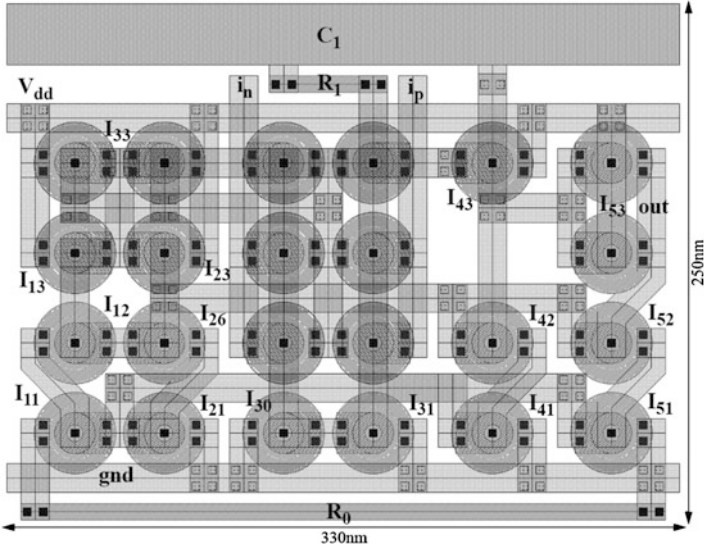 C1
Vdd
in
R1
ip
I33
I43
I53
out
I13
I23
I12
I26
I42
I52
I11
I21
I30
I31
I41
I51
gnd
R0
330nm
250nm